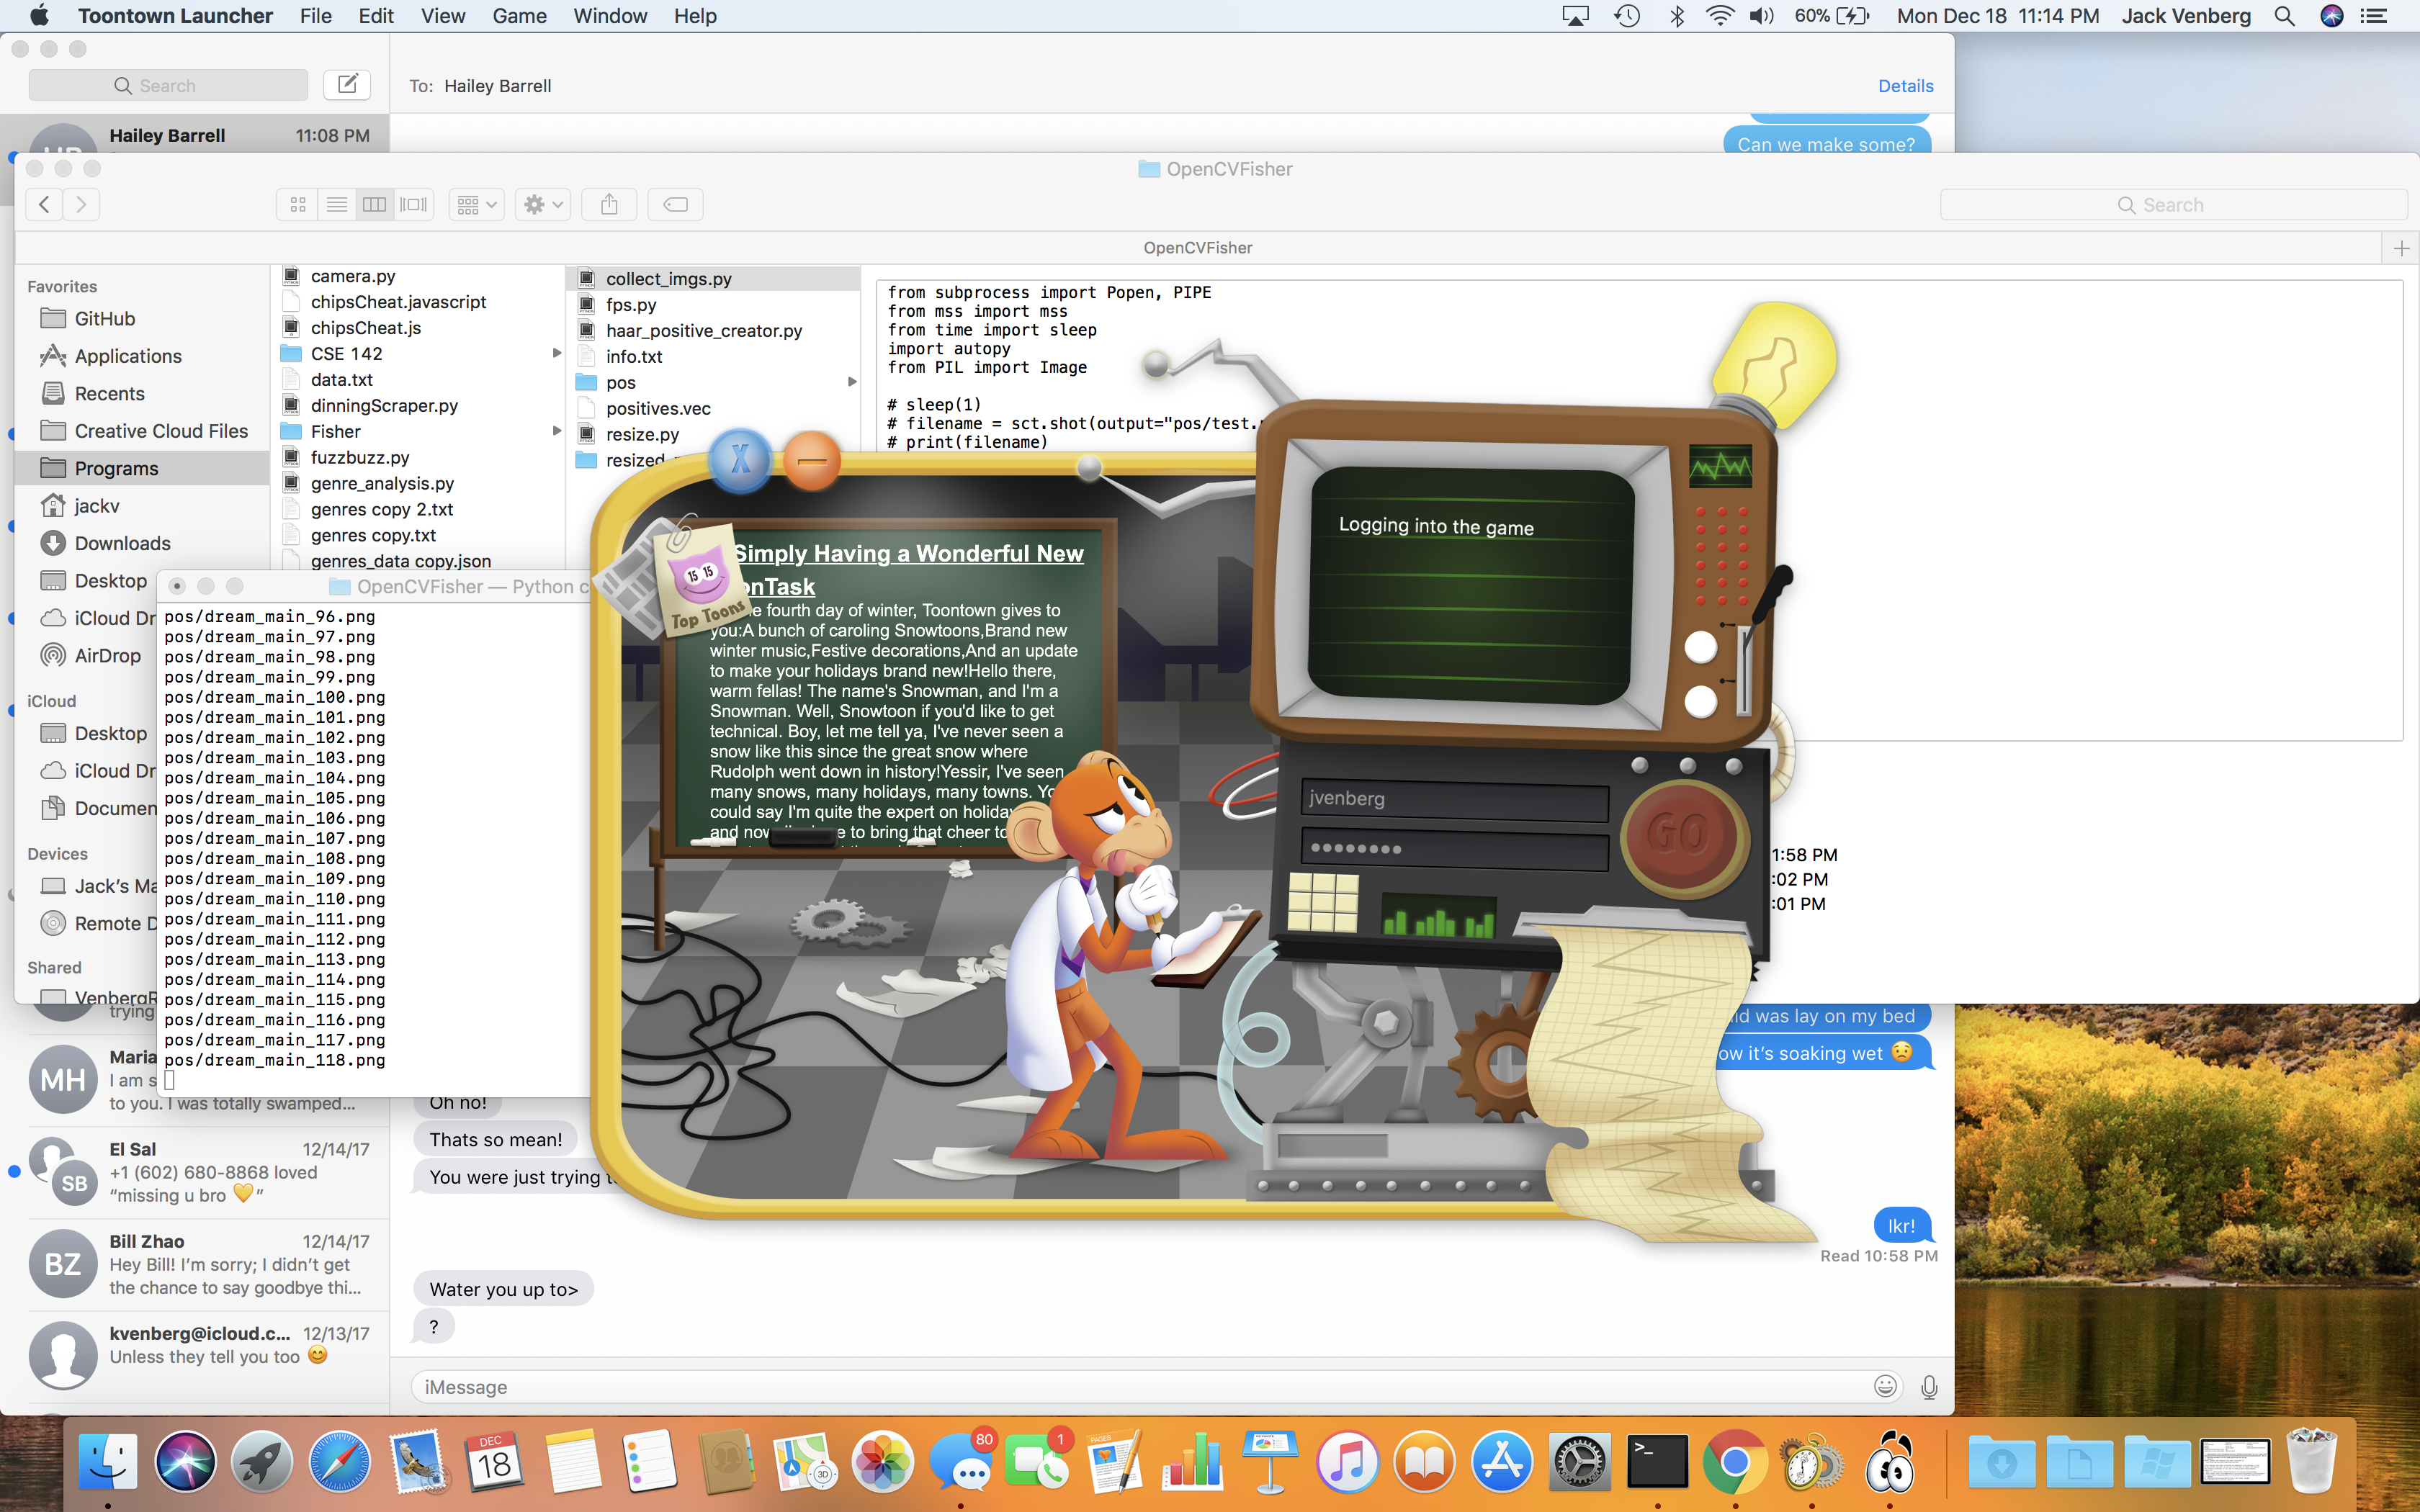 Toontown Launcher File Edit View Game Window Help
60% Mon Dec 18 11:14 PM Jack Venberg
Search
To: Hailey Barrell
Details
Hailey Barrell 11:08 PM
Can we make some?
OpenCVFisher
Search
OpenCVFisher
Favorites
GitHub
Applications
Recents
Creative Cloud Files
Programs
jackv
Downloads
Desktop
iCloud Dr
AirDrop
iCloud
Desktop
iCloud Dr
Documen
Devices
Jack's Ma
Remote D
Shared
VenbergR
camera.py
chipsCheat.javascript
chipsCheat.js
CSE 142
data.txt
dinningScraper.py
Fisher
fuzzbuzz.py
genre_analysis.py
genres copy 2.txt
genres copy.txt
genres_data copy.json
collect_imgs.py
fps.py
haar_positive_creator.py
info.txt
pos
positives.vec
resize.py
resized
from subprocess import Popen, PIPE
from mss import mss
from time import sleep
import autopy
from PIL import Image
# sleep(1)
# filename = sct.shot(output="pos/test.
# print(filename)
1:58 PM
:02 PM
:01 PM
OpenCVFisher — Python c
pos/dream_main_96.png
pos/dream_main_97.png
pos/dream_main_98.png
pos/dream_main_99.png
pos/dream_main_100.png
pos/dream_main_101.png
pos/dream_main_102.png
pos/dream_main_103.png
pos/dream_main_104.png
pos/dream_main_105.png
pos/dream_main_106.png
pos/dream_main_107.png
pos/dream_main_108.png
pos/dream_main_109.png
pos/dream_main_110.png
pos/dream_main_111.png
pos/dream_main_112.png
pos/dream_main_113.png
pos/dream_main_114.png
pos/dream_main_115.png
pos/dream_main_116.png
pos/dream_main_117.png
pos/dream_main_118.png
X
15 15
Top Toons
Simply Having a Wonderful New
onTask
e fourth day of winter, Toontown gives to
you:A bunch of caroling Snowtoons,Brand new
winter music,Festive decorations,And an update
to make your holidays brand new!Hello there,
warm fellas! The name's Snowman, and I'm a
Snowman. Well, Snowtoon if you'd like to get
technical. Boy, let me tell ya, I've never seen a
snow like this since the great snow where
Rudolph went down in history!Yessir, I've seen
many snows, many holidays, many towns. Yo
could say I'm quite the expert on holiday
and now e to bring that cheer to
Logging into the game
jvenberg
GO
trying
Maria
MH
I am s
to you. I was totally swamped...
El Sal 12/14/17
SB
+1 (602) 680-8868 loved
"missing u bro 💛"
Bill Zhao 12/14/17
BZ
Hey Bill! I'm sorry; I didn't get
the chance to say goodbye thi...
kvenberg@icloud.c... 12/13/17
Unless they tell you too 😊
ld was lay on my bed
ow it's soaking wet 😟
Oh no!
Thats so mean!
You were just trying t
Ikr!
Read 10:58 PM
Water you up to>
?
iMessage
DEC
18
3D
80
1
PAGES
>_